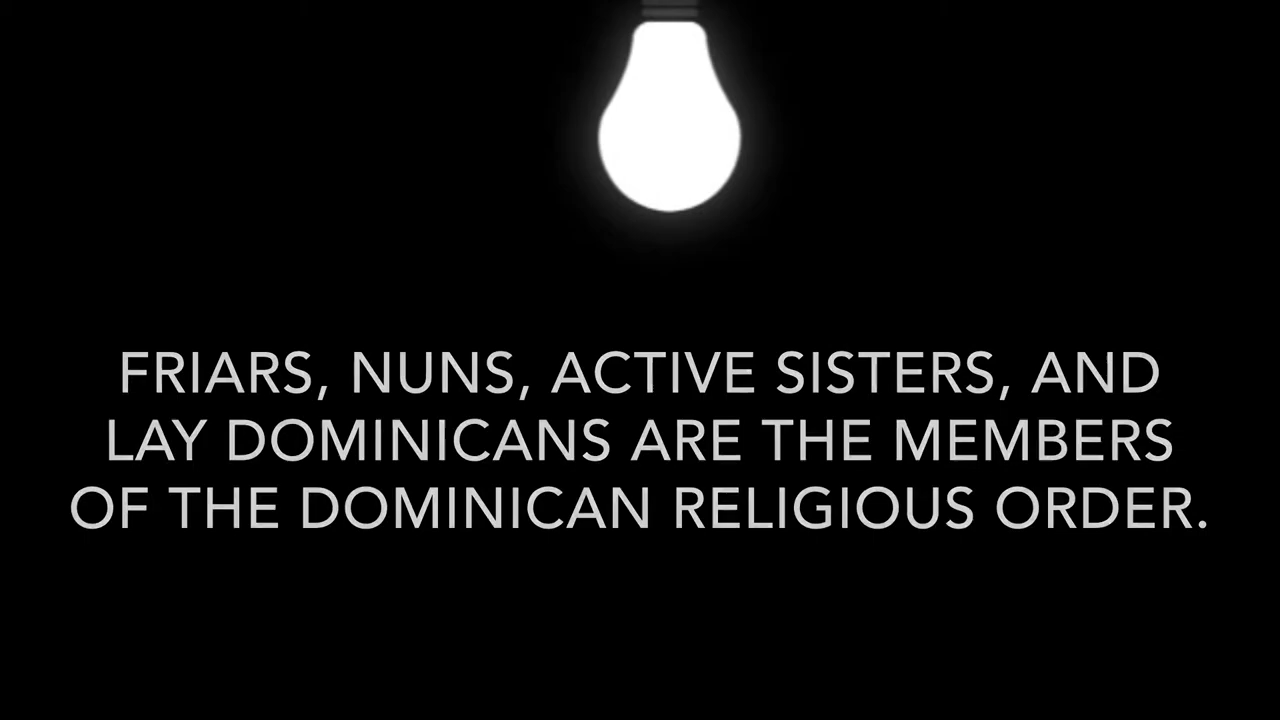 FRIARS, NUNS, ACTIVE SISTERS, AND
LAY DOMINICANS ARE THE MEMBERS
OF THE DOMINICAN RELIGIOUS ORDER.